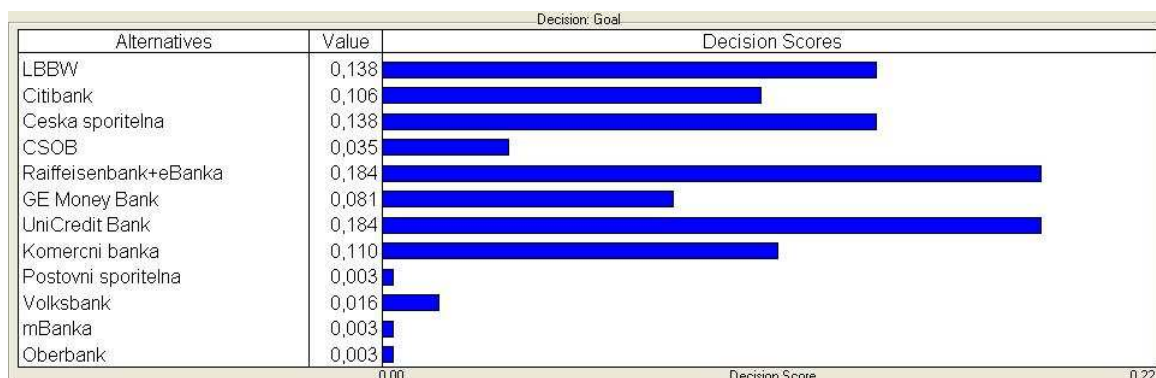 Decision: Goal
Alternatives Value Decision Scores
LBBW 0,138
Citibank 0,106
Ceska sporitelna 0,138
CSOB 0,035
Raiffeisenbank+eBanka 0,184
GE Money Bank 0,081
UniCredit Bank 0,184
Komercni banka 0,110
Postovni sporitelna 0,003
Volksbank 0,016
mBanka 0,003
Oberbank 0,003
0.00 Decision Score 0.22